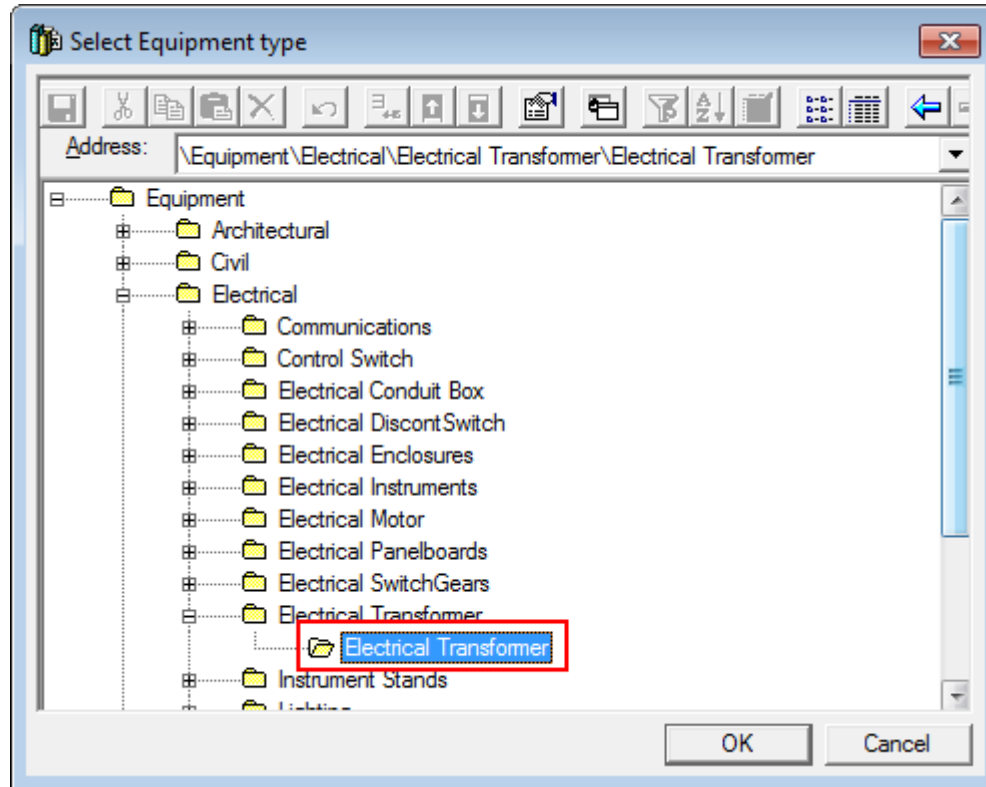 Select Equipment type
Address: \Equipment\Electrical\Electrical Transformer\Electrical Transformer
Equipment
Architectural
Civil
Electrical
Communications
Control Switch
Electrical Conduit Box
Electrical DiscontSwitch
Electrical Enclosures
Electrical Instruments
Electrical Motor
Electrical Panelboards
Electrical SwitchGears
Electrical Transformer
Electrical Transformer
Instrument Stands
Lighting
OK Cancel